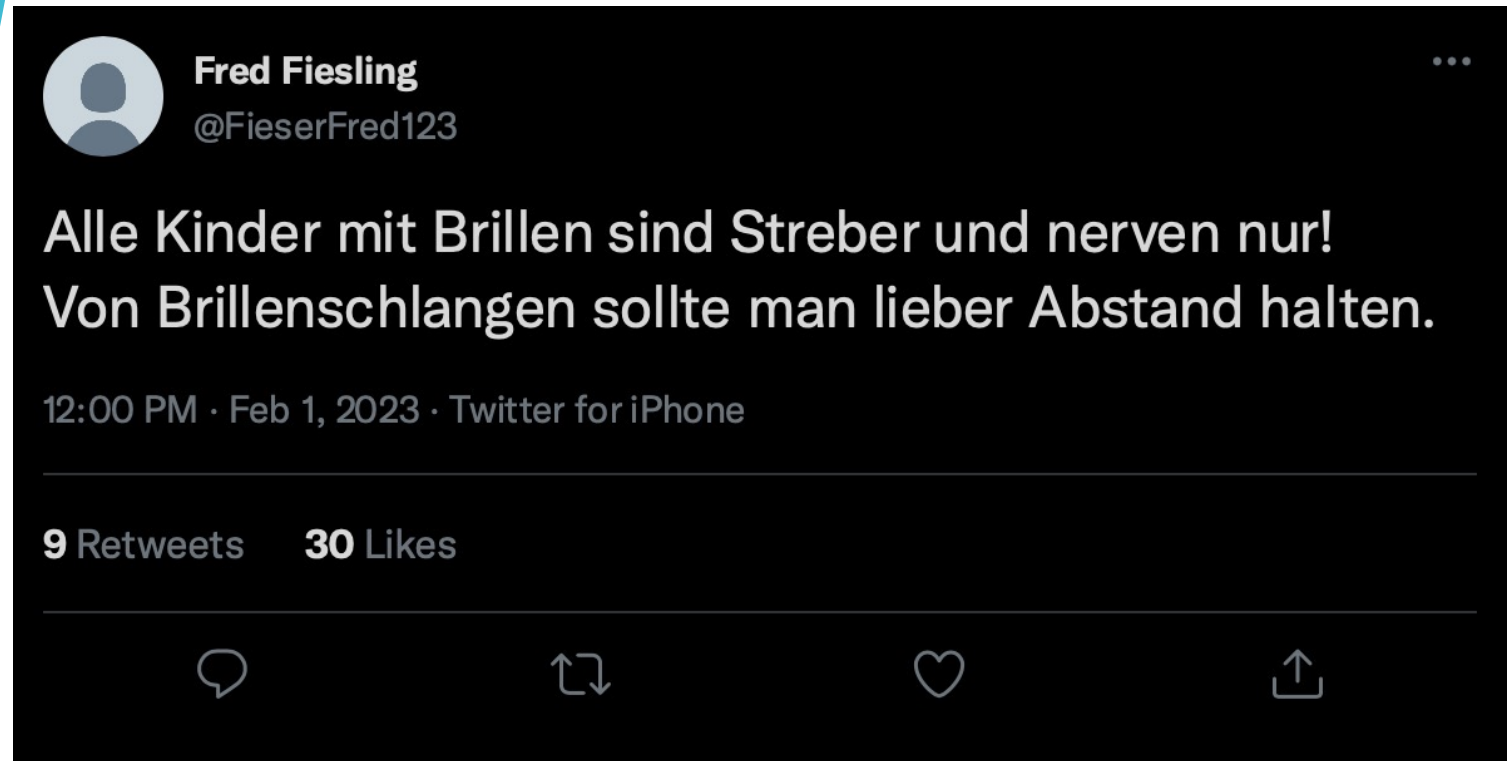 Fred Fiesling
@FieserFred123
Alle Kinder mit Brillen sind Streber und nerven nur!
Von Brillenschlangen sollte man lieber Abstand halten.
12:00 PM · Feb 1, 2023 · Twitter for iPhone
9 Retweets 30 Likes